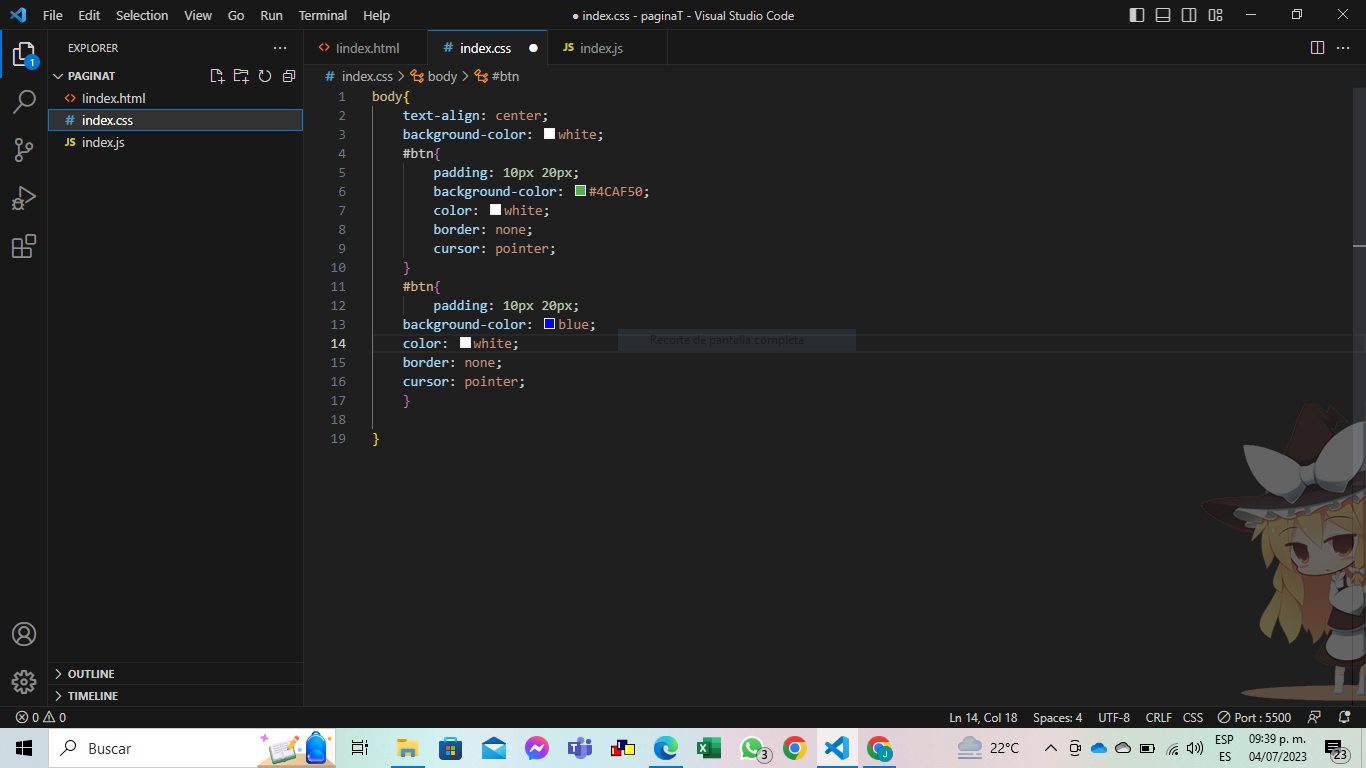 File Edit Selection View Go Run Terminal Help
● index.css - paginaT - Visual Studio Code
EXPLORER
1
PAGINAT
Iindex.html
index.css
index.js
OUTLINE
TIMELINE
Iindex.html
# index.css
JS index.js
# index.css > body > #btn
1 body{
2 text-align: center;
3 background-color: white;
4 #btn{
5 padding: 10px 20px;
6 background-color: #4CAF50;
7 color: white;
8 border: none;
9 cursor: pointer;
10 }
11 #btn{
12 padding: 10px 20px;
13 background-color: blue;
14 color: white;
15 border: none;
16 cursor: pointer;
17 }
18
19 }
Recorte de pantalla completa
0 0
Ln 14, Col 18 Spaces: 4 UTF-8 CRLF CSS Port : 5500
Buscar
3
J
22°C
ESP
ES
09:39 p. m.
04/07/2023
23